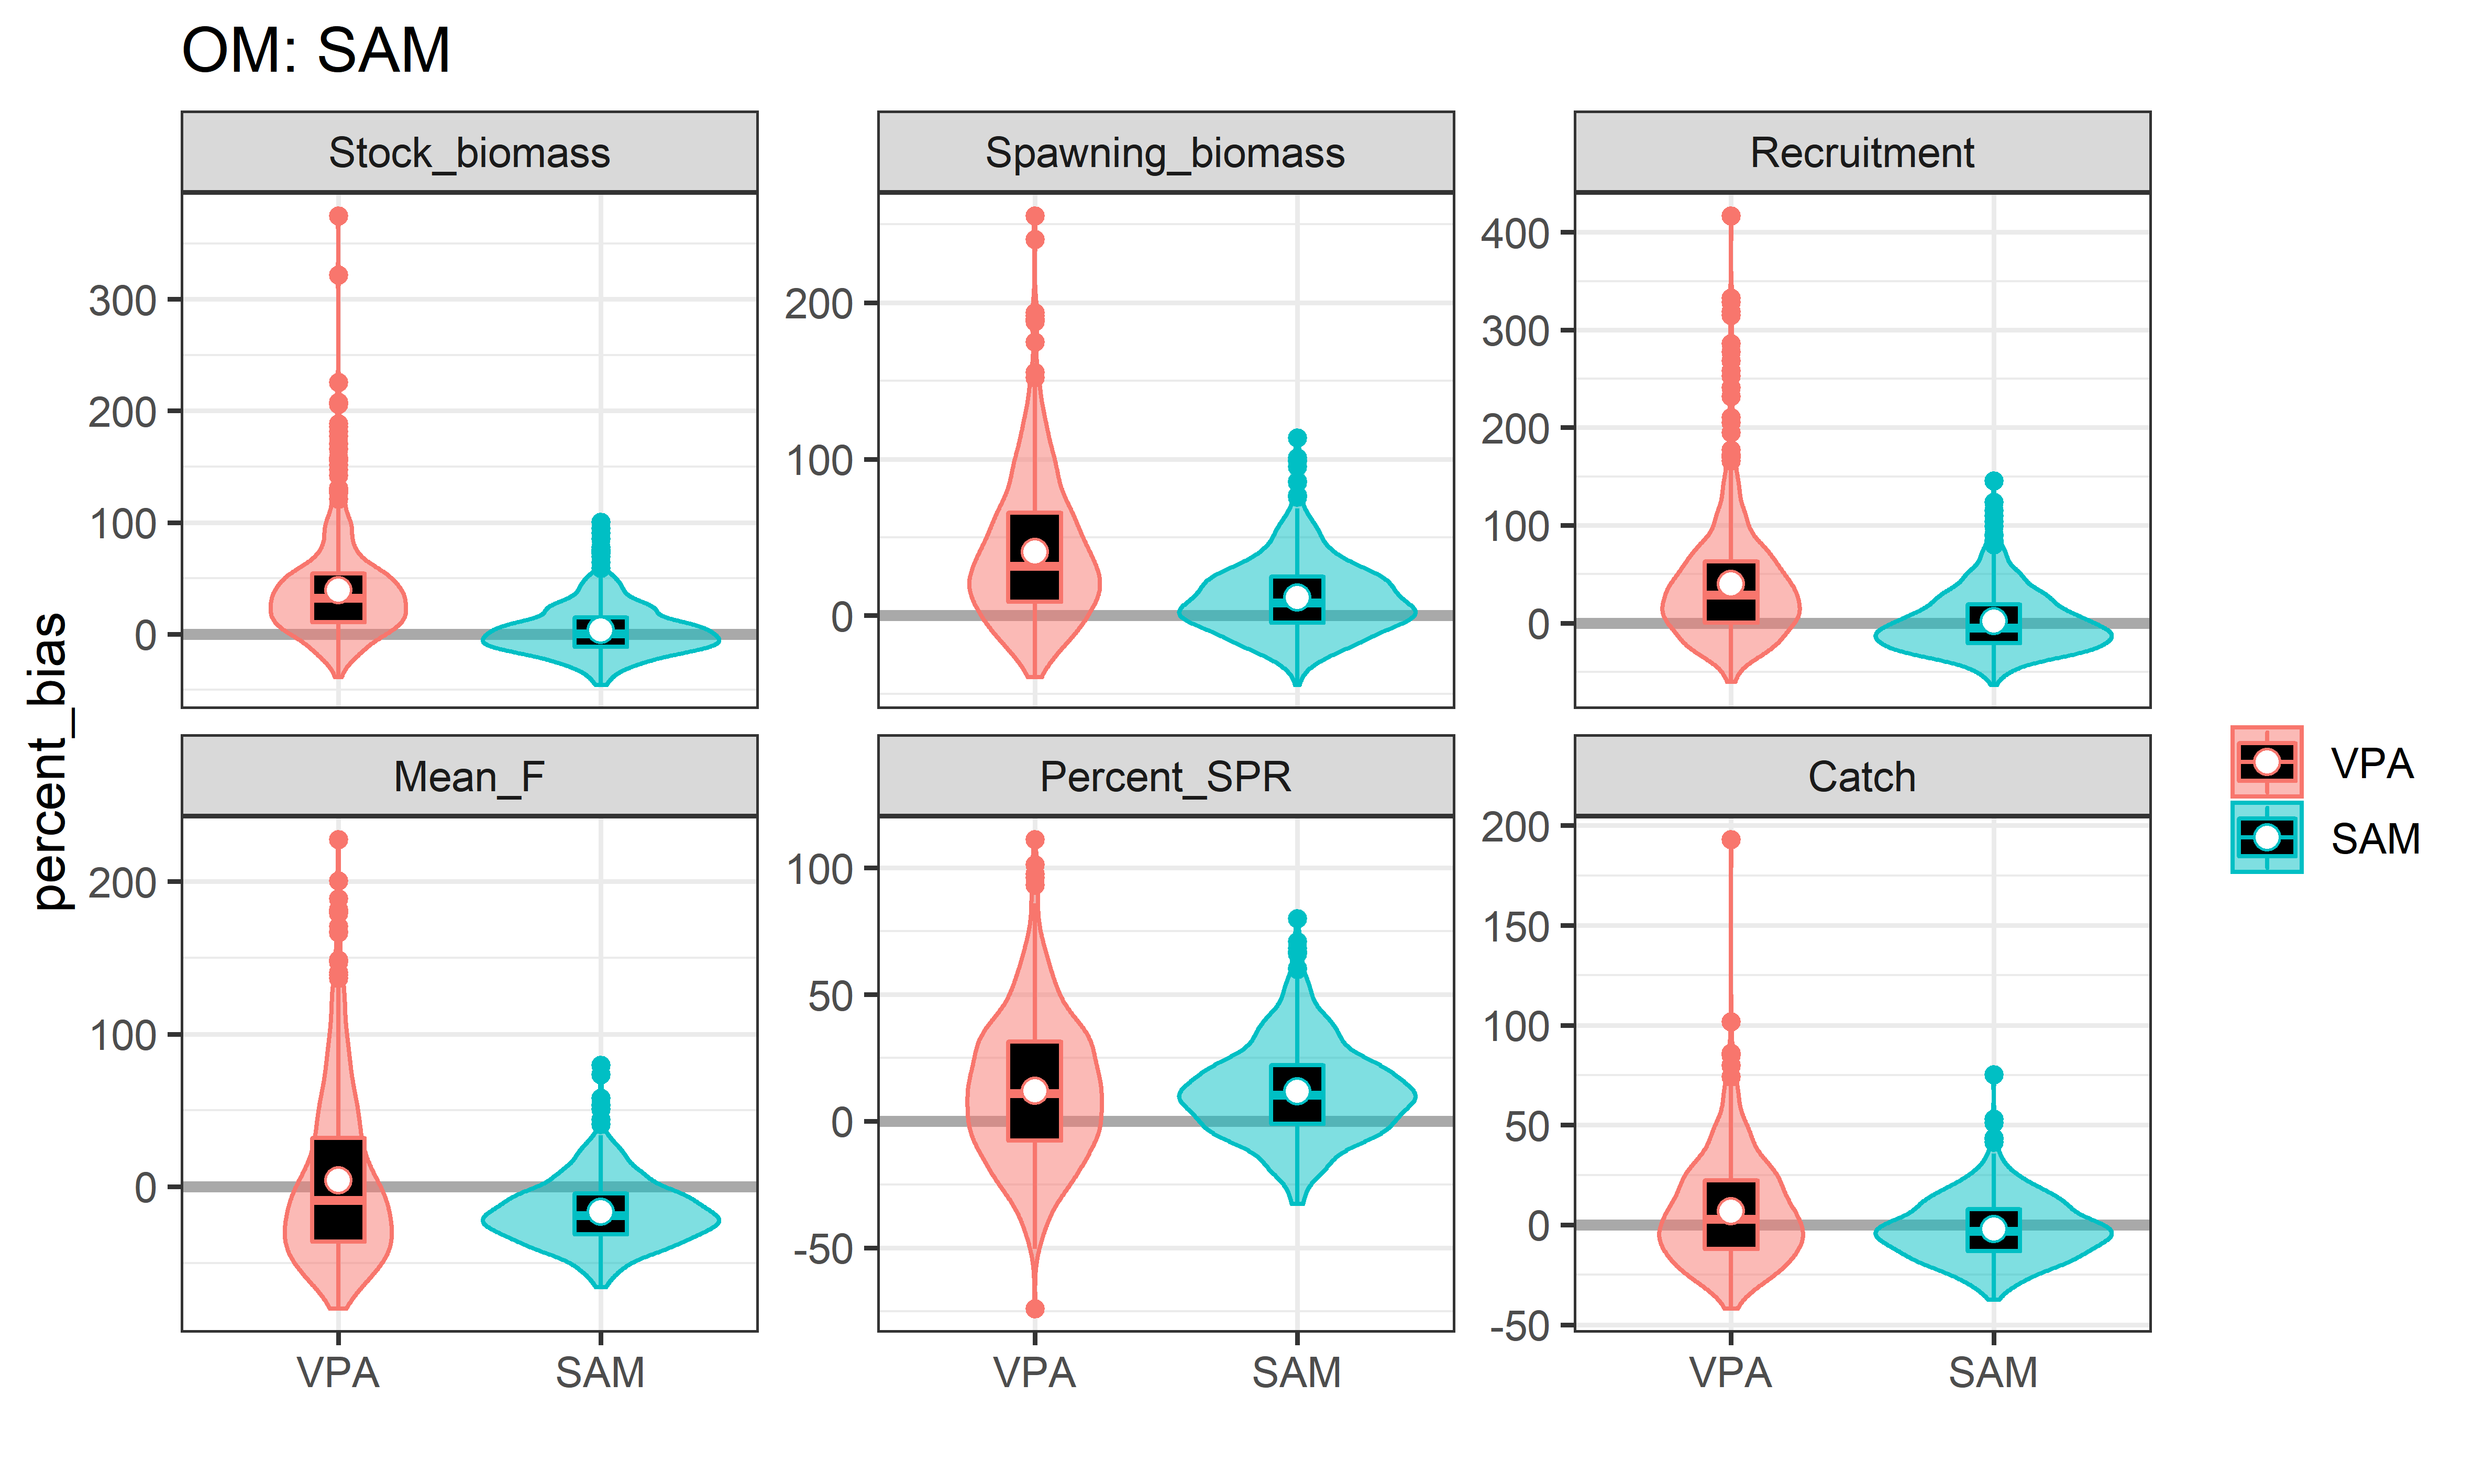 OM: SAM
Stock_biomass
Spawning_biomass
Recruitment
300
200
100
0
200
100
0
400
300
200
100
0
percent_bias
Mean_F
Percent_SPR
Catch
200
100
0
100
50
0
-50
200
150
100
50
0
-50
VPA
SAM
VPA
SAM
VPA
SAM
VPA
SAM